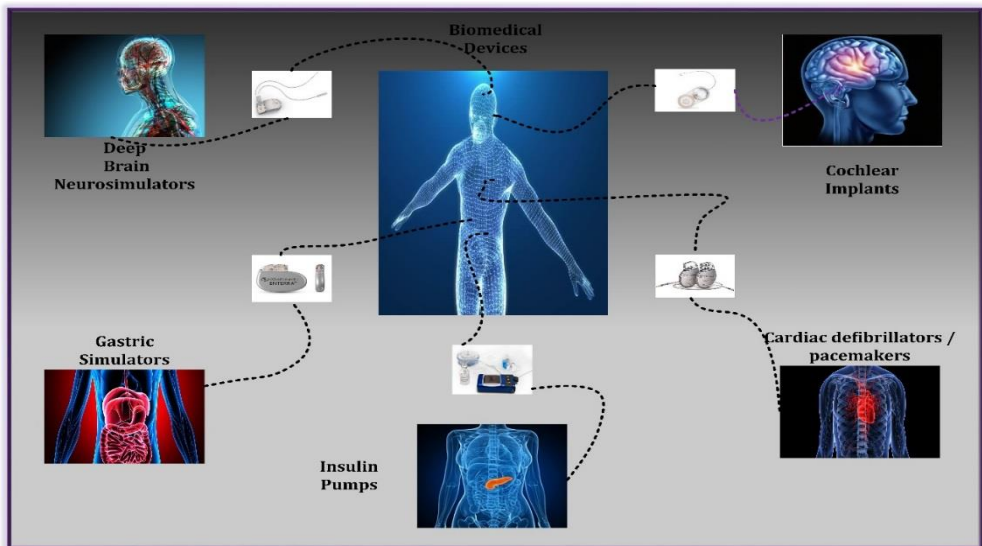 Biomedical
Devices
Deep
Brain
Neurosimulators
Cochlear
Implants
Gastric
Simulators
Cardiac defibrillators /
pacemakers
Insulin
Pumps